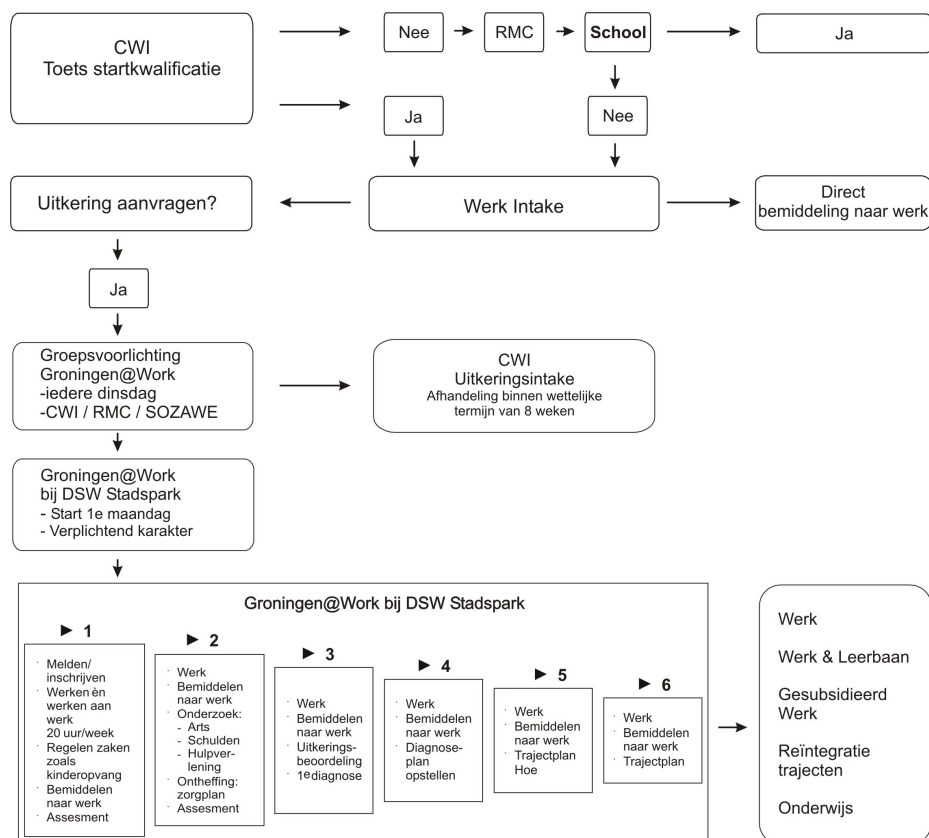 CWI
Toets startkwalificatie
Nee
RMC
School
Ja
Ja
Nee
Uitkering aanvragen?
Werk Intake
Direct
bemiddeling naar werk
Ja
Groepsvoorlichting
Groningen@Work
-iedere dinsdag
-CWI / RMC / SOZAWE
CWI
Uitkeringsintake
Afhandeling binnen wettelijke
termijn van 8 weken
Groningen@Work
bij DSW Stadspark
- Start 1e maandag
- Verplichtend karakter
Groningen@Work bij DSW Stadspark
► 1
· Melden/
inschrijven
· Werken èn
werken aan
werk
20 uur/week
· Regelen zaken
zoals
kinderopvang
· Bemiddelen
naar werk
· Assesment
► 2
· Werk
· Bemiddelen
naar werk
· Onderzoek:
- Arts
- Schulden
- Hulpver-
lening
· Ontheffing:
zorgplan
· Assesment
► 3
· Werk
· Bemiddelen
naar werk
· Uitkerings-
beoordeling
· 1e diagnose
► 4
· Werk
· Bemiddelen
naar werk
· Diagnose-
plan
opstellen
► 5
· Werk
· Bemiddelen
naar werk
· Trajectplan
Hoe
► 6
· Werk
· Bemiddelen
naar werk
· Trajectplan
Werk
Werk & Leerbaan
Gesubsidieerd
Werk
Reïntegratie
trajecten
Onderwijs